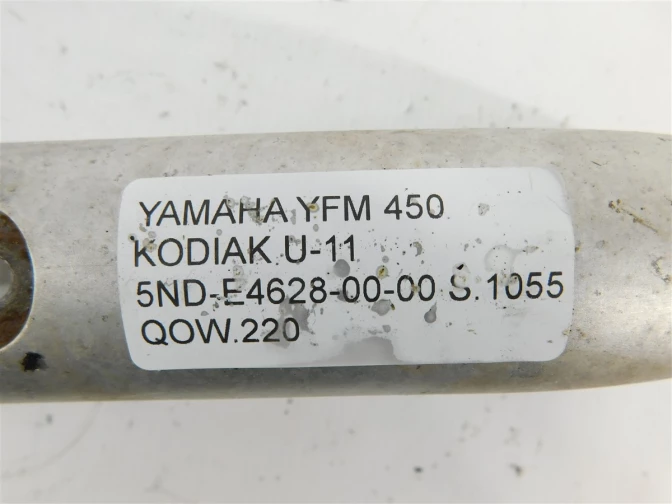 YAMAHA YFM 450
KODIAK U-11
5ND-E4628-00-00 S.1055
QOW.220